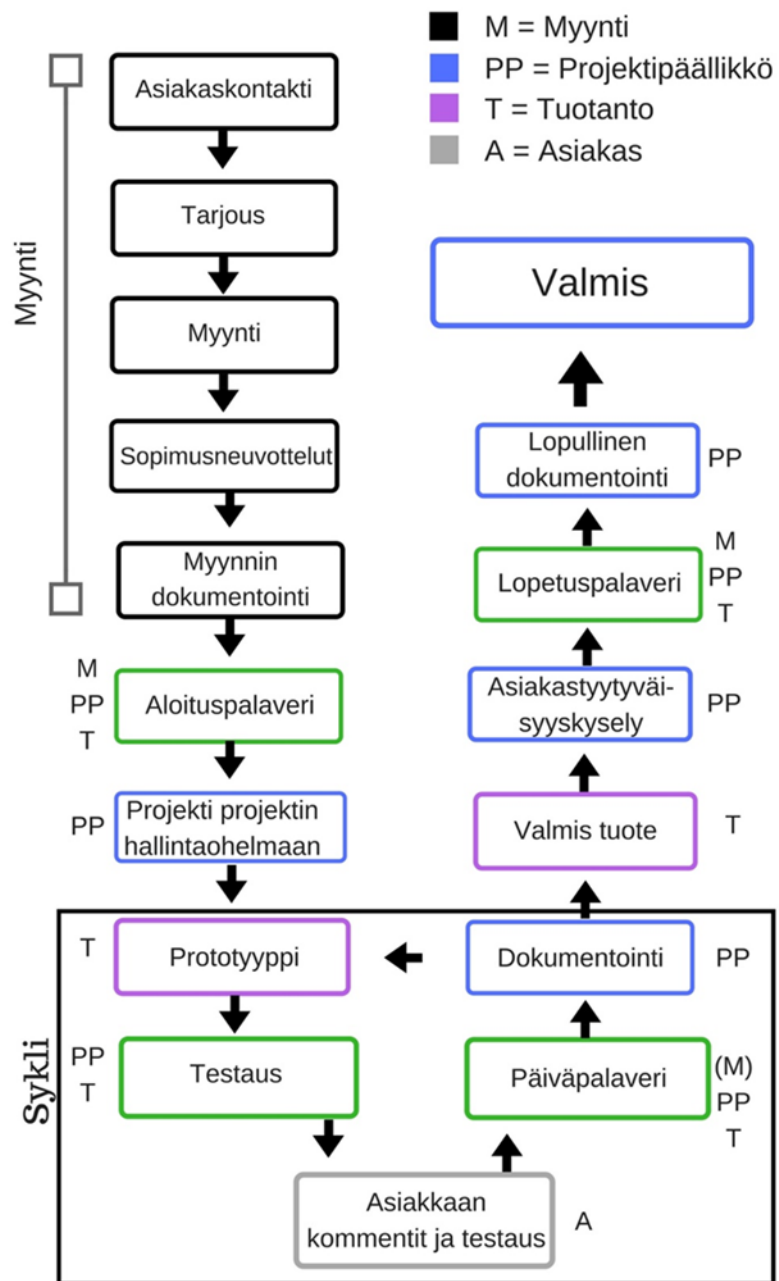 M = Myynti
PP = Projektipäällikkö
T = Tuotanto
A = Asiakas
Myynti
Asiakaskontakti
Tarjous
Myynti
Sopimusneuvottelut
Myynnin
dokumentointi
M
PP
T
Aloituspalaveri
PP
Projekti projektin
hallintaohelmaan
Sykli
T
Prototyyppi
PP
T
Testaus
Asiakkaan
kommentit ja testaus
A
Päiväpalaveri
(M)
PP
T
Dokumentointi
PP
Valmis tuote
T
Asiakastyytyväi-
syyskysely
PP
Lopetuspalaveri
M
PP
T
Lopullinen
dokumentointi
PP
Valmis